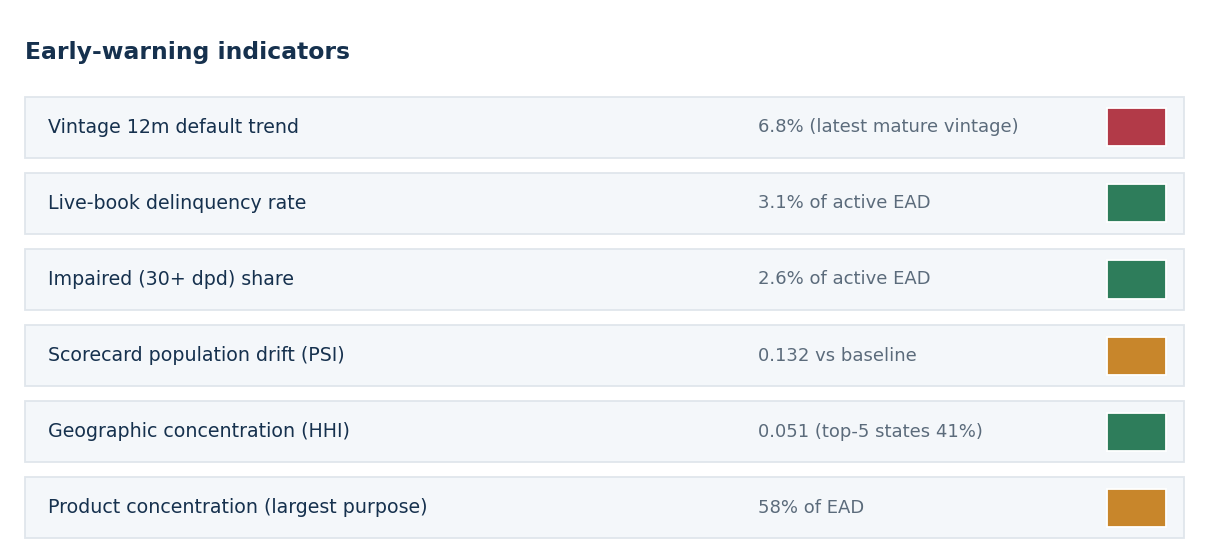 Early-warning indicators
Vintage 12m default trend 6.8% (latest mature vintage)
Live-book delinquency rate 3.1% of active EAD
Impaired (30+ dpd) share 2.6% of active EAD
Scorecard population drift (PSI) 0.132 vs baseline
Geographic concentration (HHI) 0.051 (top-5 states 41%)
Product concentration (largest purpose) 58% of EAD